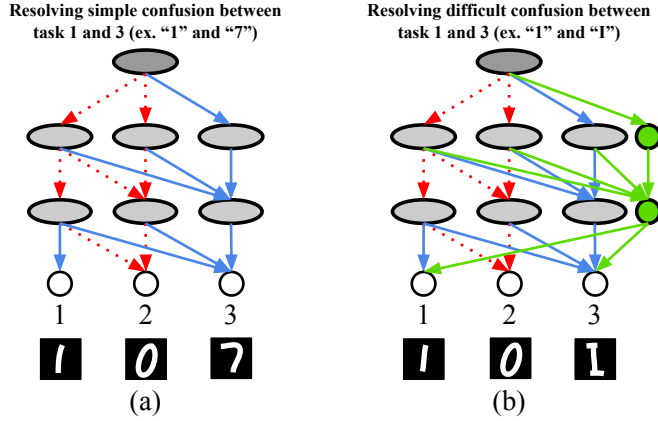 Resolving simple confusion between
task 1 and 3 (ex. “1” and “7”)
1 2 3
1 0 7
(a)
Resolving difficult confusion between
task 1 and 3 (ex. “1” and “I”)
1 2 3
1 0 I
(b)